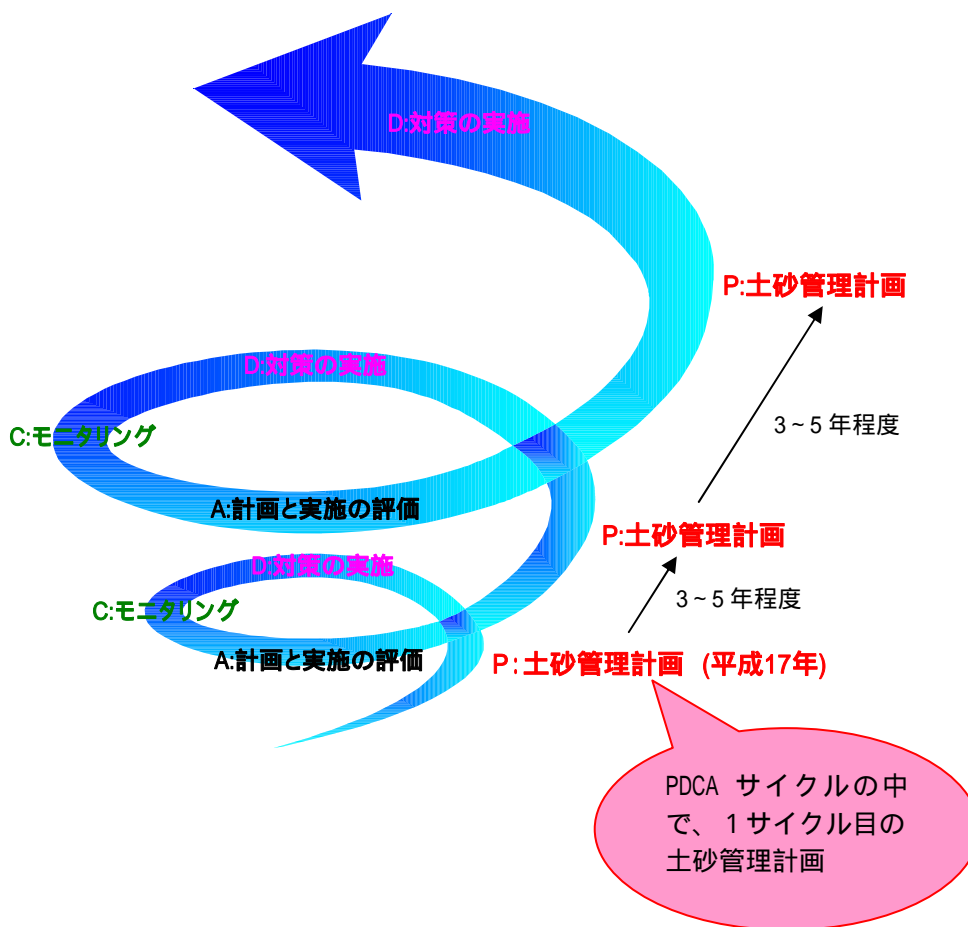 D:対策の実施
P:土砂管理計画
D:対策の実施
3~5年程度
C:モニタリング
A:計画と実施の評価
P:土砂管理計画
D:対策の実施
3~5年程度
C:モニタリング
A:計画と実施の評価
P:土砂管理計画 (平成17年)
PDCA サイクルの中
で、1サイクル目の
土砂管理計画